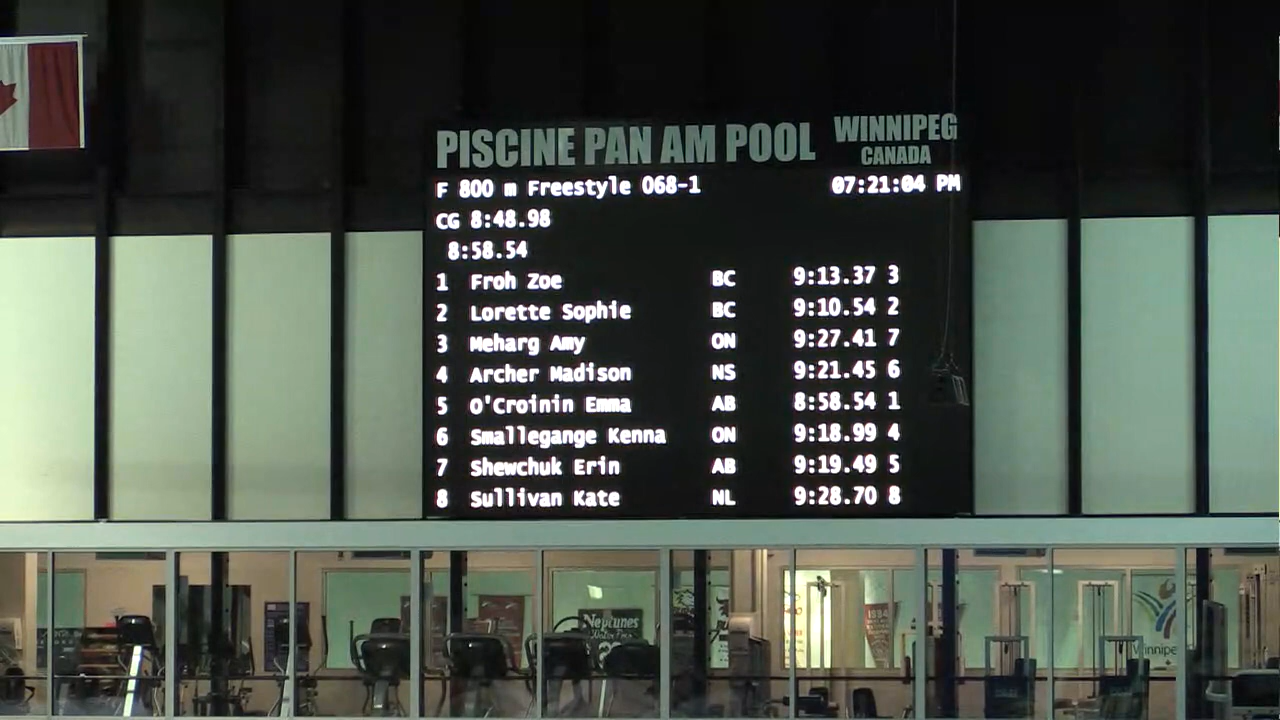 PISCINE PAN AM POOL WINNIPEG
CANADA
F 800 m Freestyle 068-1 07:21:04 PM
CG 8:48.98
8:58.54
1 Froh Zoe BC 9:13.37 3
2 Lorette Sophie BC 9:10.54 2
3 Meharg Amy ON 9:27.41 7
4 Archer Madison NS 9:21.45 6
5 O'Croinin Emma AB 8:58.54 1
6 Smallegange Kenna ON 9:18.99 4
7 Shewchuk Erin AB 9:19.49 5
8 Sullivan Kate NL 9:28.70 8
Neptunes
1984
Winnipe